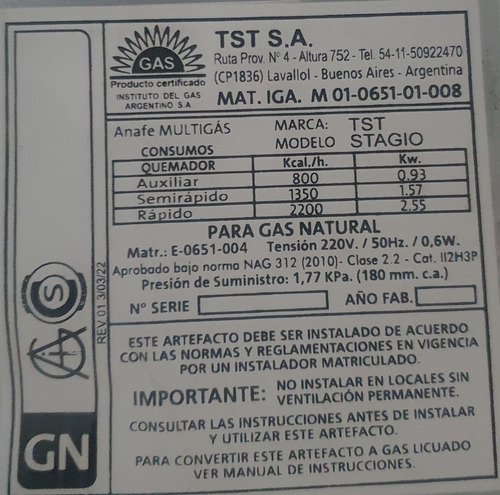 GAS
Producto certificado
INSTITUTO DEL GAS
ARGENTINO S.A.
TST S.A.
Ruta Prov. Nº 4 - Altura 752 - Tel. 54-11-50922470
(CP1836) Lavallol - Buenos Aires - Argentina
MAT. IGA. M 01-0651-01-008
Anafe MULTIGÁS MARCA: TST
CONSUMOS MODELO STAGIO
QUEMADOR Kcal./h. Kw.
Auxiliar 800 0.93
Semirápido 1350 1.57
Rápido 2200 2.55
PARA GAS NATURAL
Matr.: E-0651-004 Tensión 220V. / 50Hz. / 0,6W.
Aprobado bajo norma NAG 312 (2010)- Clase 2.2 - Cat. II2H3P
Presión de Suministro: 1,77 KPa. (180 mm. c.a.)
Nº SERIE AÑO FAB.
ESTE ARTEFACTO DEBE SER INSTALADO DE ACUERDO
CON LAS NORMAS Y REGLAMENTACIONES EN VIGENCIA
POR UN INSTALADOR MATRICULADO.
IMPORTANTE: NO INSTALAR EN LOCALES SIN
VENTILACIÓN PERMANENTE.
CONSULTAR LAS INSTRUCCIONES ANTES DE INSTALAR
Y UTILIZAR ESTE ARTEFACTO.
PARA CONVERTIR ESTE ARTEFACTO A GAS LICUADO
VER MANUAL DE INSTRUCCIONES.
REV 01 3/03/22
S
GN